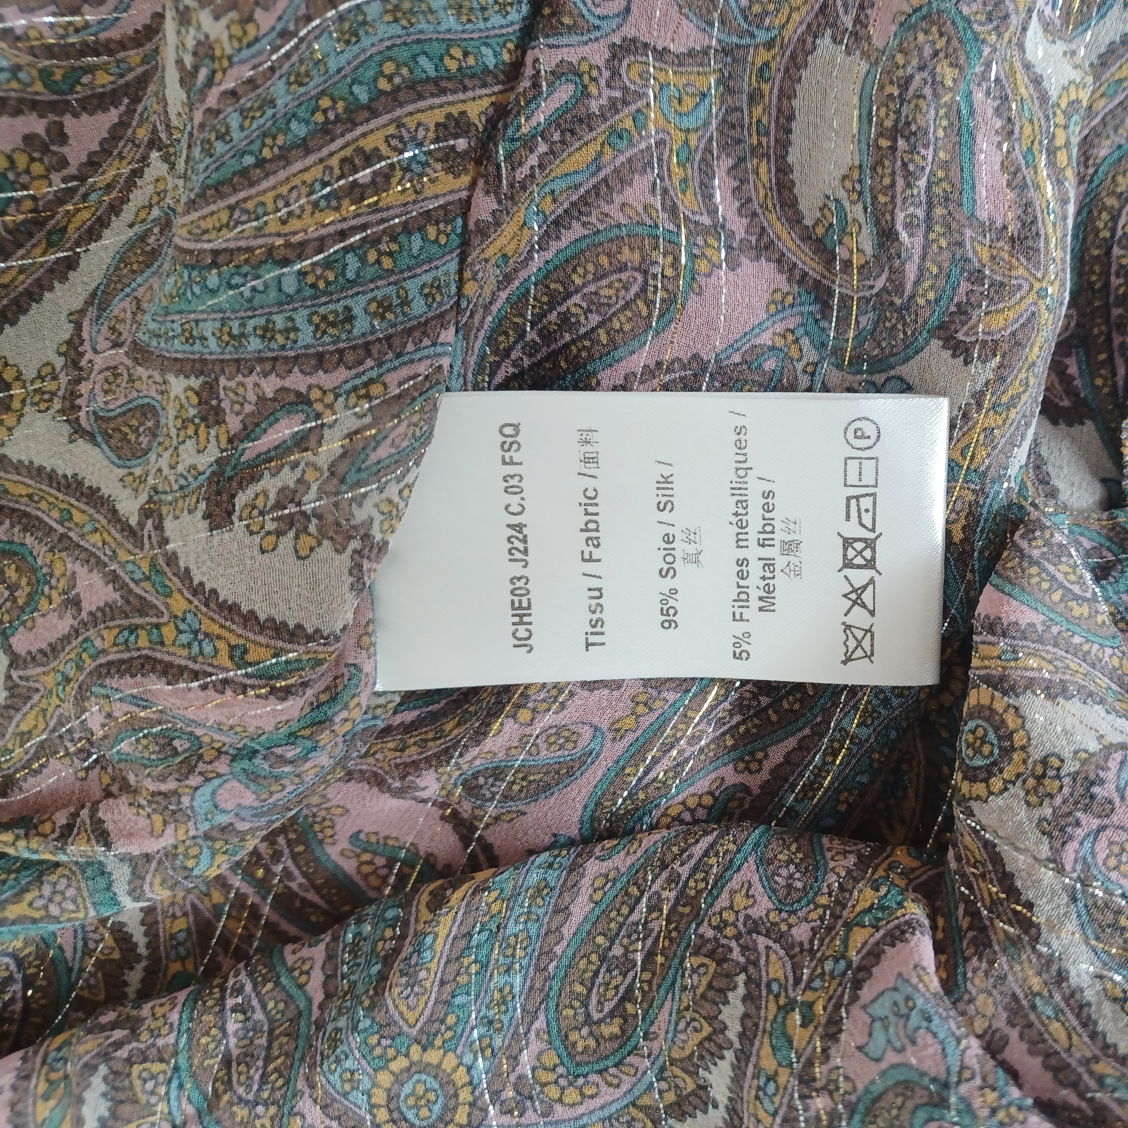 JCHE03 J224 C.03 FSQ
Tissu / Fabric /面料
95% Soie / Silk /
真丝
5% Fibres métalliques /
Métal fibres /
金屬丝
P